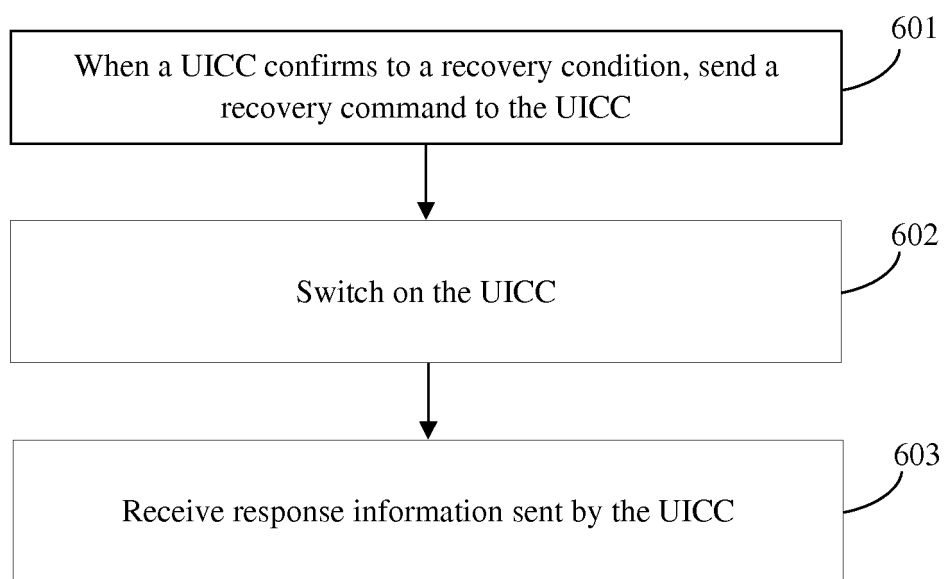 601
When a UICC confirms to a recovery condition, send a
recovery command to the UICC
602
Switch on the UICC
603
Receive response information sent by the UICC